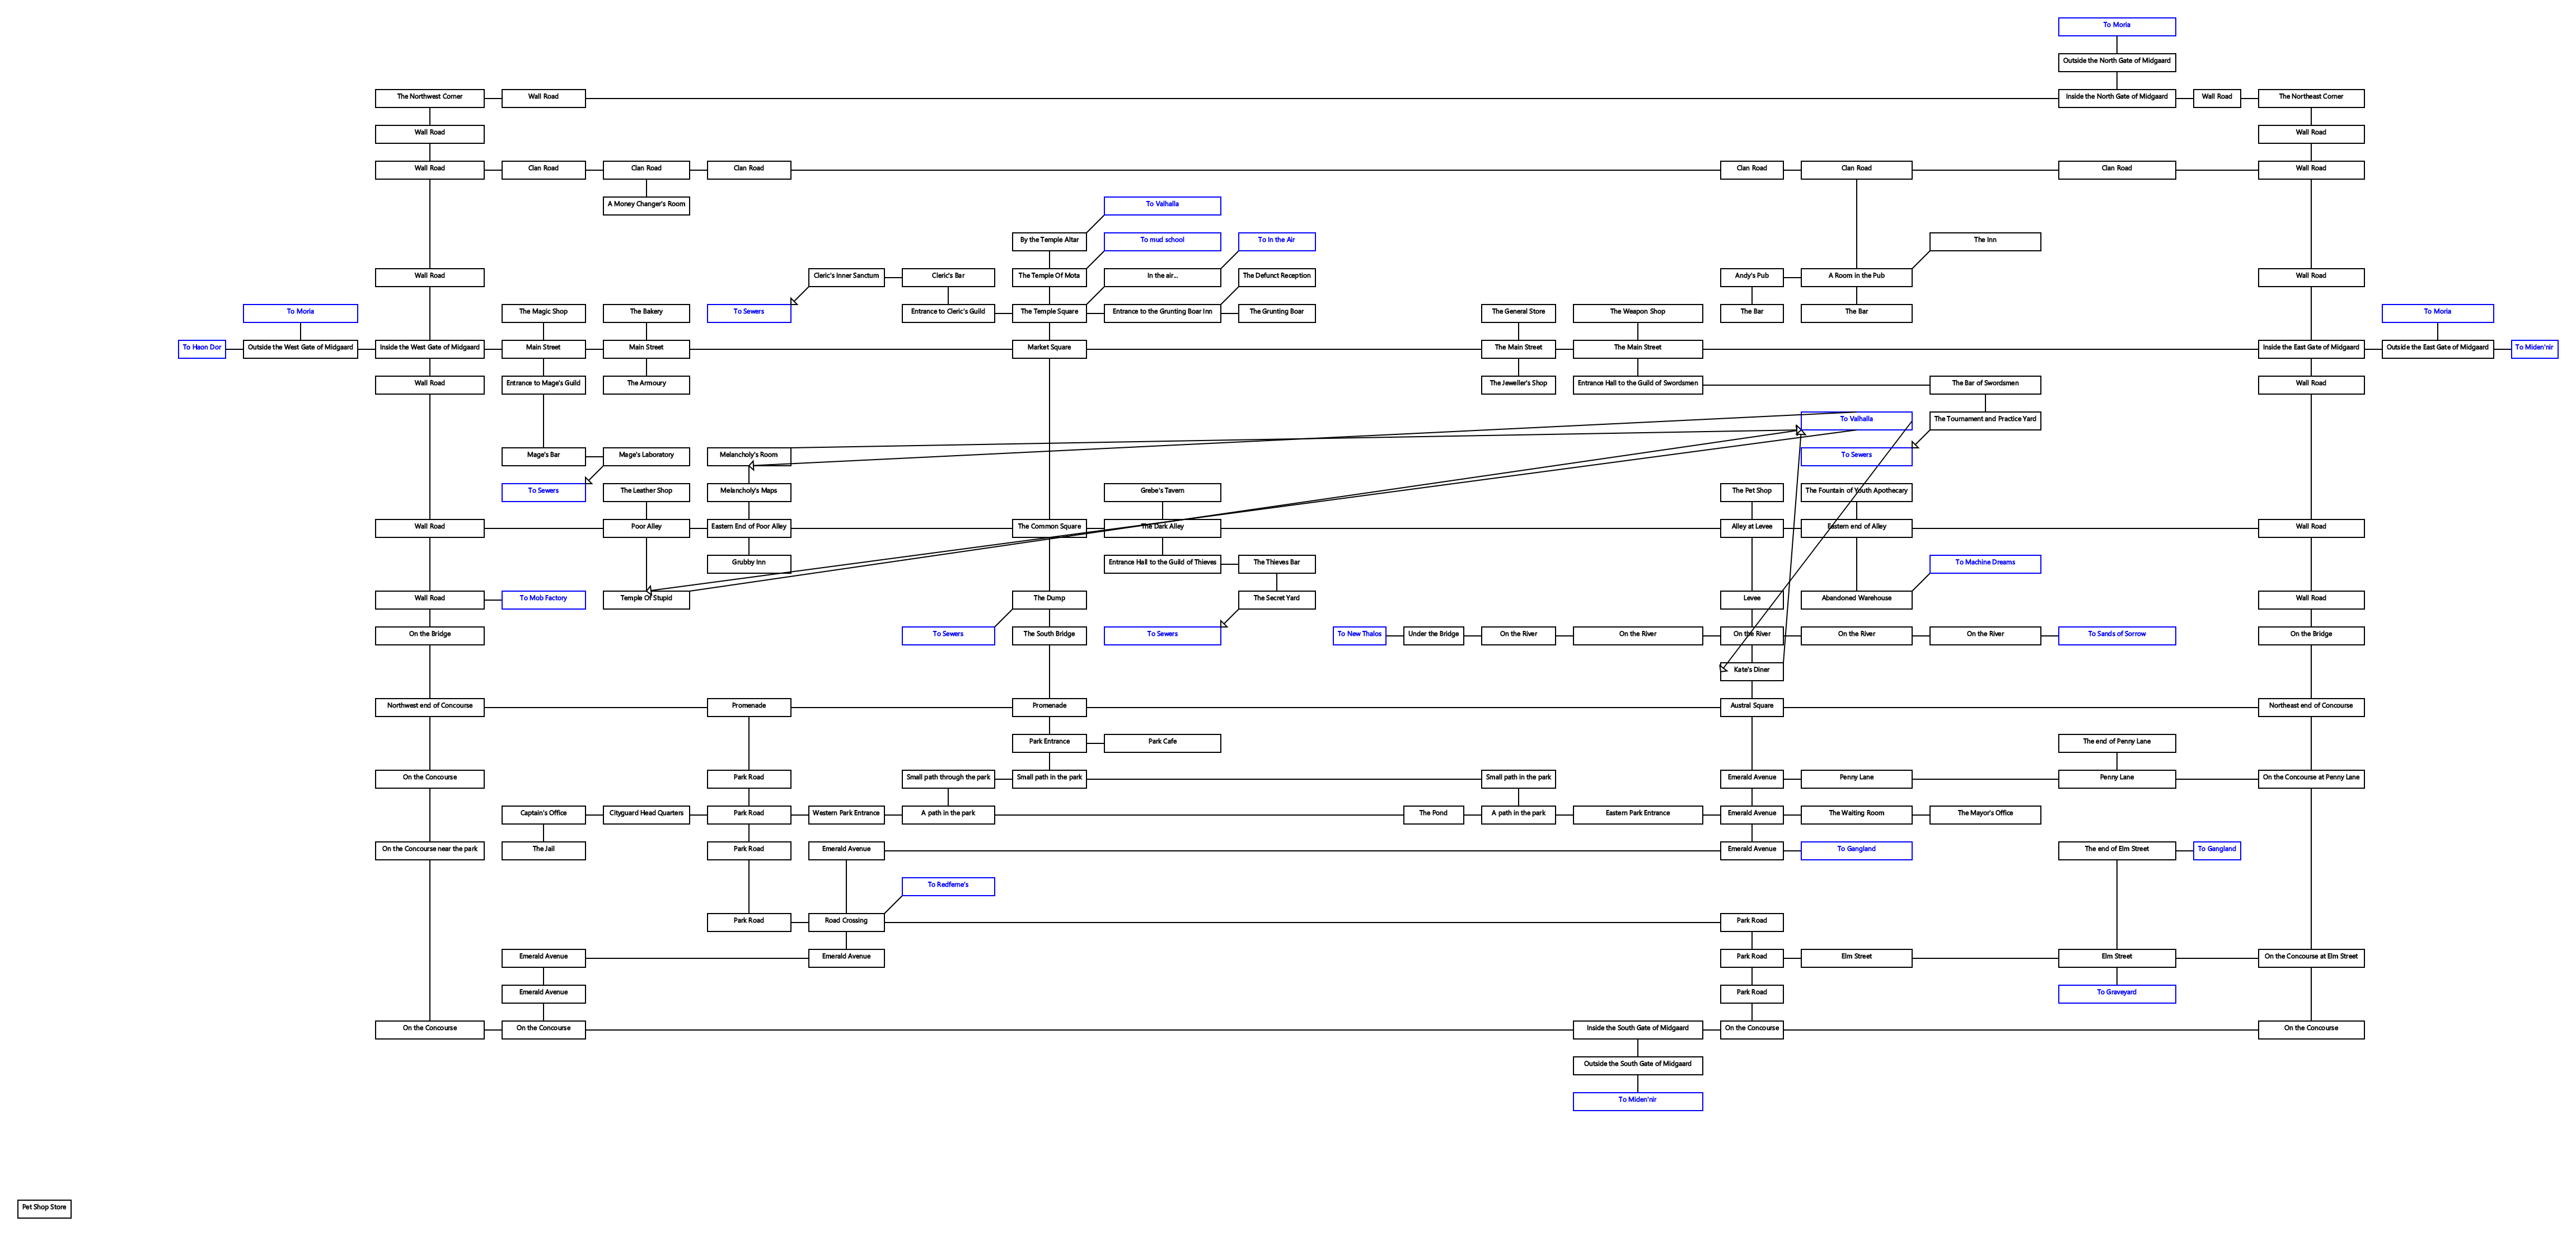 To Moria
Outside the North Gate of Midgaard
The Northwest Corner
Wall Road
Inside the North Gate of Midgaard
Wall Road
The Northeast Corner
Wall Road
Wall Road
Wall Road
Clan Road
Clan Road
Clan Road
Clan Road
Clan Road
Clan Road
Wall Road
A Money Changer's Room
To Valhalla
By the Temple Altar
To mud school
To In the Air
The Inn
Wall Road
Cleric's Inner Sanctum
Cleric's Bar
The Temple Of Mota
In the air...
The Defunct Reception
Andy's Pub
A Room in the Pub
Wall Road
To Moria
The Magic Shop
The Bakery
To Sewers
Entrance to Cleric's Guild
The Temple Square
Entrance to the Grunting Boar Inn
The Grunting Boar
The General Store
The Weapon Shop
The Bar
The Bar
To Moria
To Haon Dor
Outside the West Gate of Midgaard
Inside the West Gate of Midgaard
Main Street
Main Street
Market Square
The Main Street
The Main Street
Inside the East Gate of Midgaard
Outside the East Gate of Midgaard
To Miden'nir
Wall Road
Entrance to Mage's Guild
The Armoury
The Jeweller's Shop
Entrance Hall to the Guild of Swordsmen
The Bar of Swordsmen
Wall Road
To Valhalla
The Tournament and Practice Yard
Mage's Bar
Mage's Laboratory
Melancholy's Room
To Sewers
To Sewers
The Leather Shop
Melancholy's Maps
Grebe's Tavern
The Pet Shop
The Fountain of Youth Apothecary
Wall Road
Poor Alley
Eastern End of Poor Alley
The Common Square
The Dark Alley
Alley at Levee
Eastern end of Alley
Wall Road
Grubby Inn
Entrance Hall to the Guild of Thieves
The Thieves Bar
To Machine Dreams
Wall Road
To Mob Factory
Temple Of Stupid
The Dump
The Secret Yard
Levee
Abandoned Warehouse
Wall Road
On the Bridge
To Sewers
The South Bridge
To Sewers
To New Thalos
Under the Bridge
On the River
On the River
On the River
On the River
On the River
To Sands of Sorrow
On the Bridge
Kate's Diner
Northwest end of Concourse
Promenade
Promenade
Austral Square
Northeast end of Concourse
Park Entrance
Park Cafe
The end of Penny Lane
On the Concourse
Park Road
Small path through the park
Small path in the park
Small path in the park
Emerald Avenue
Penny Lane
Penny Lane
On the Concourse at Penny Lane
Captain's Office
Cityguard Head Quarters
Park Road
Western Park Entrance
A path in the park
The Pond
A path in the park
Eastern Park Entrance
Emerald Avenue
The Waiting Room
The Mayor's Office
On the Concourse near the park
The Jail
Park Road
Emerald Avenue
Emerald Avenue
To Gangland
The end of Elm Street
To Gangland
To Redferne's
Park Road
Road Crossing
Park Road
Emerald Avenue
Emerald Avenue
Park Road
Elm Street
Elm Street
On the Concourse at Elm Street
Emerald Avenue
Park Road
To Graveyard
On the Concourse
On the Concourse
Inside the South Gate of Midgaard
On the Concourse
On the Concourse
Outside the South Gate of Midgaard
To Miden'nir
Pet Shop Store